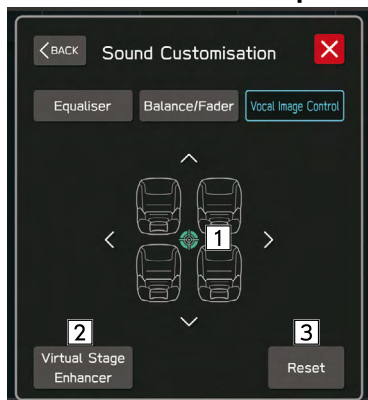 BACK
Sound Customisation
Equaliser
Balance/Fader
Vocal Image Control
1
2
3
Virtual Stage
Enhancer
Reset